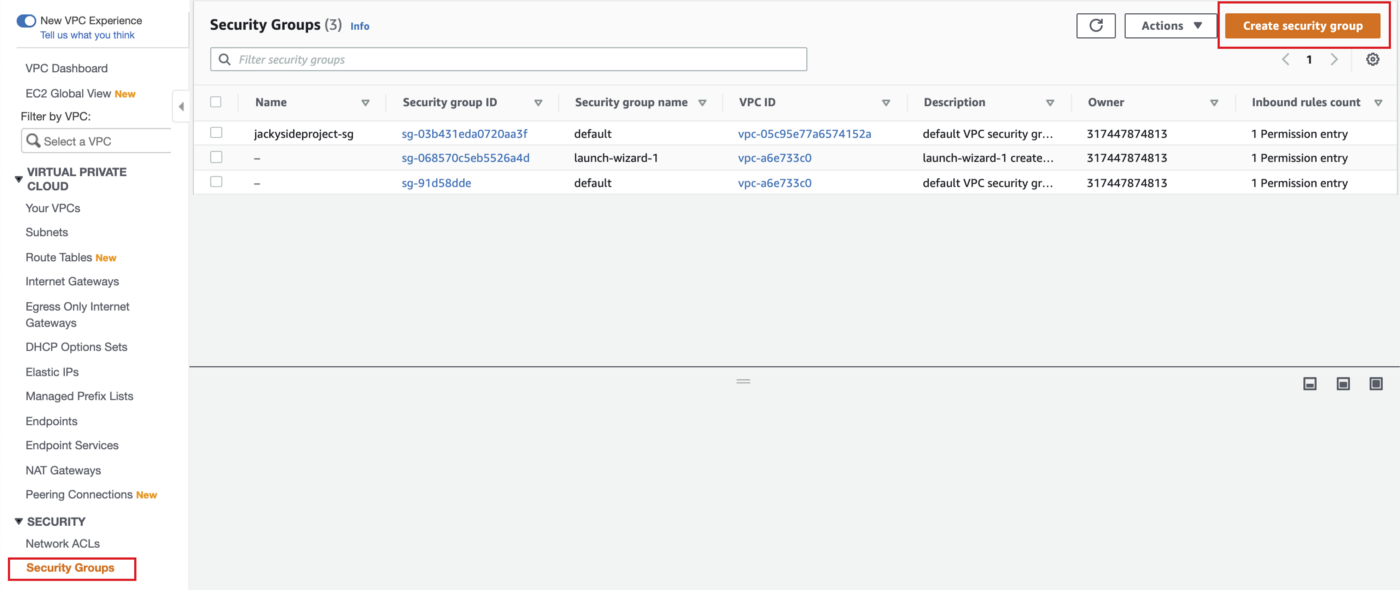 New VPC Experience
Tell us what you think
VPC Dashboard
EC2 Global View New
Filter by VPC:
Select a VPC
VIRTUAL PRIVATE
CLOUD
Your VPCs
Subnets
Route Tables New
Internet Gateways
Egress Only Internet
Gateways
DHCP Options Sets
Elastic IPs
Managed Prefix Lists
Endpoints
Endpoint Services
NAT Gateways
Peering Connections New
SECURITY
Network ACLs
Security Groups
Security Groups (3) Info
Actions
Create security group
Filter security groups
1
Name Security group ID Security group name VPC ID Description Owner Inbound rules count
jackysideproject-sg sg-03b431eda0720aa3f default vpc-05c95e77a6574152a default VPC security gr... 317447874813 1 Permission entry
– sg-068570c5eb5526a4d launch-wizard-1 vpc-a6e733c0 launch-wizard-1 create... 317447874813 1 Permission entry
– sg-91d58dde default vpc-a6e733c0 default VPC security gr... 317447874813 1 Permission entry